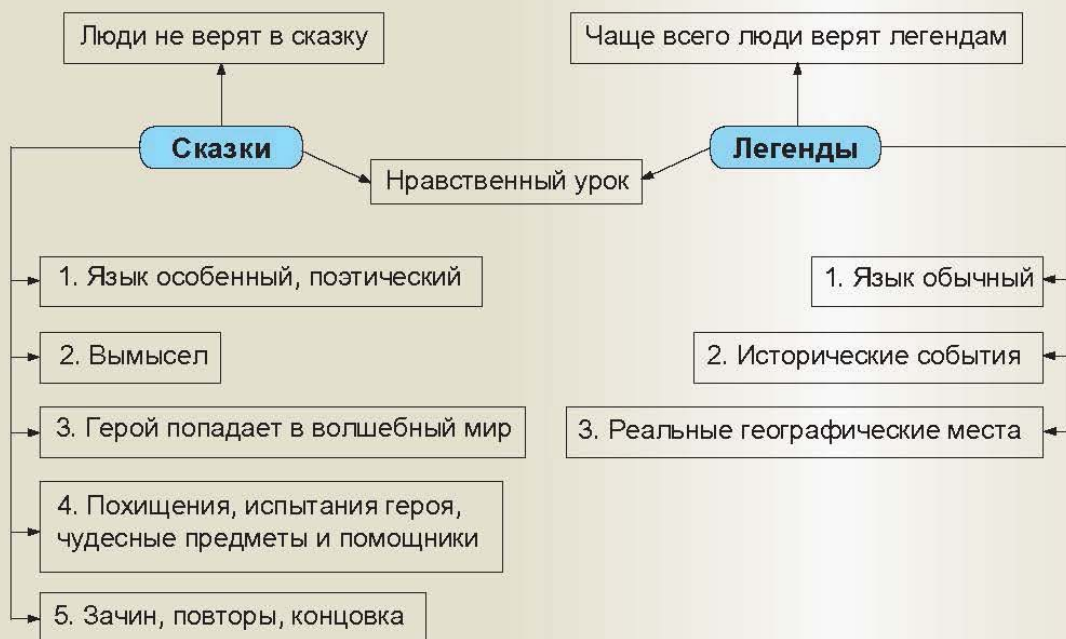 Люди не верят в сказку
Чаще всего люди верят легендам
Сказки
Легенды
Нравственный урок
1. Язык особенный, поэтический
1. Язык обычный
2. Вымысел
2. Исторические события
3. Герой попадает в волшебный мир
3. Реальные географические места
4. Похищения, испытания героя,
чудесные предметы и помощники
5. Зачин, повторы, концовка